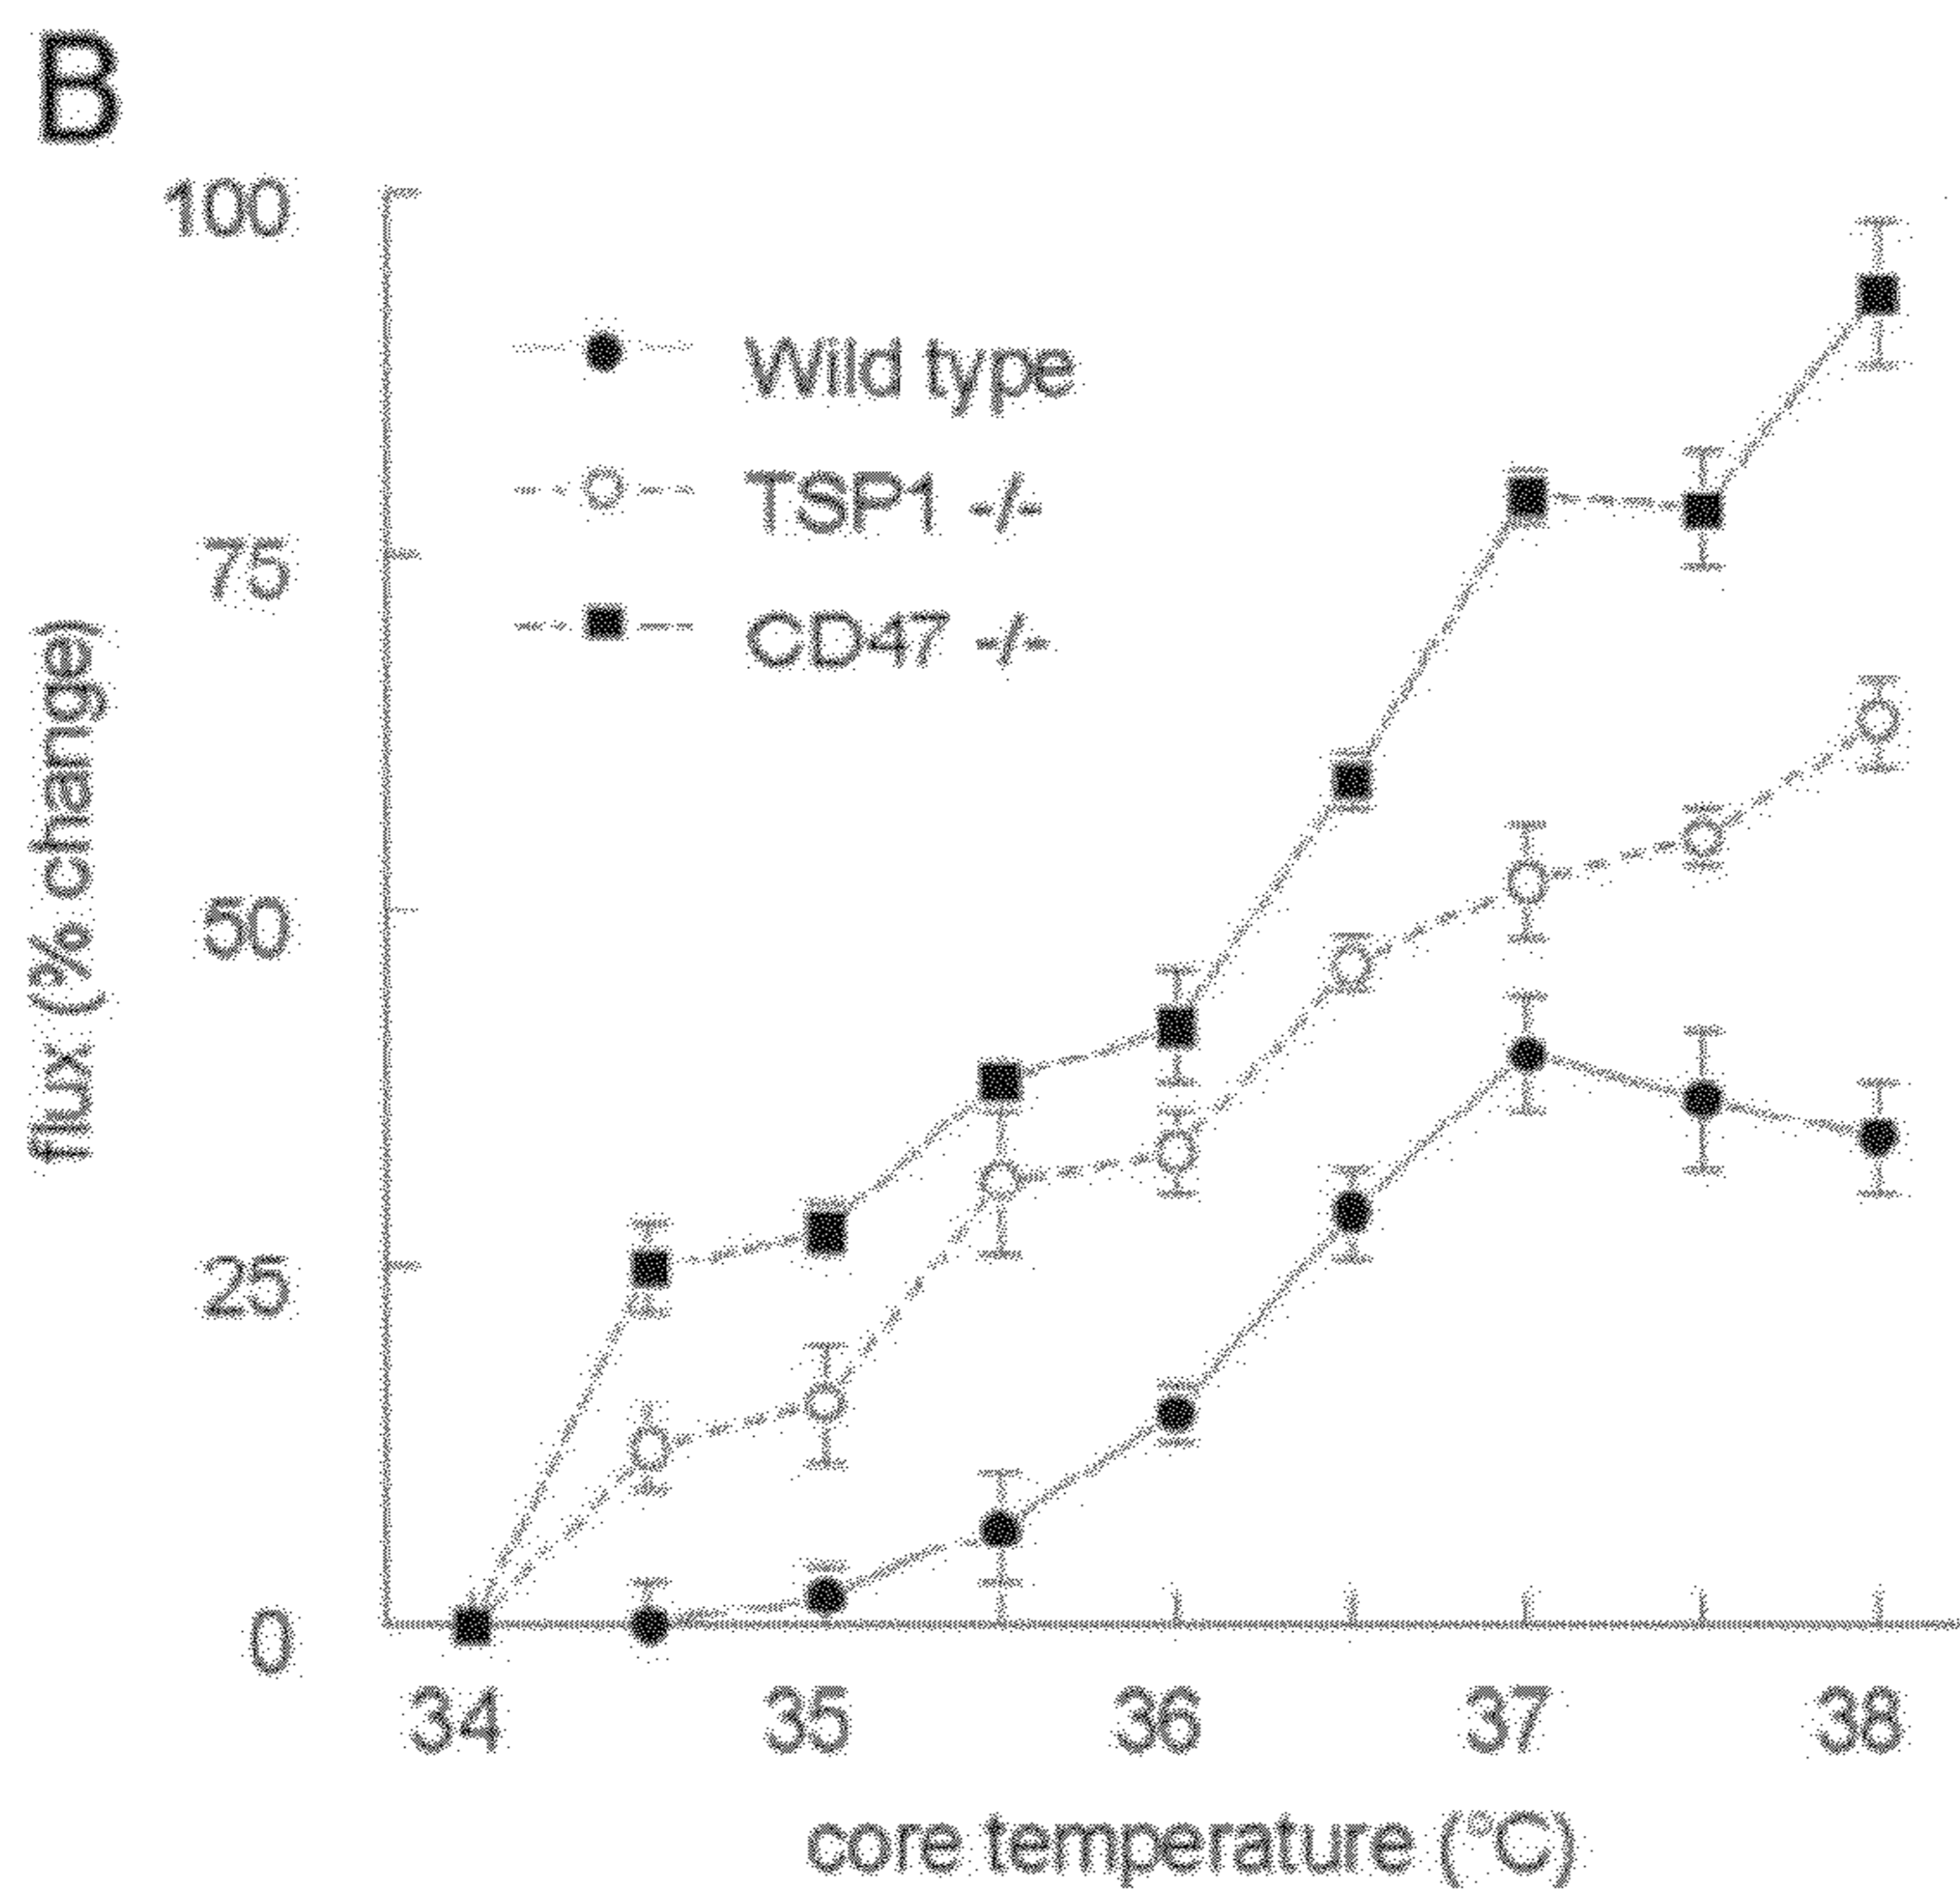 B
100
75
50
25
0
flux (% change)
Wild type
TSP1 -/-
CD47 -/-
34 35 36 37 38
core temperature (°C)